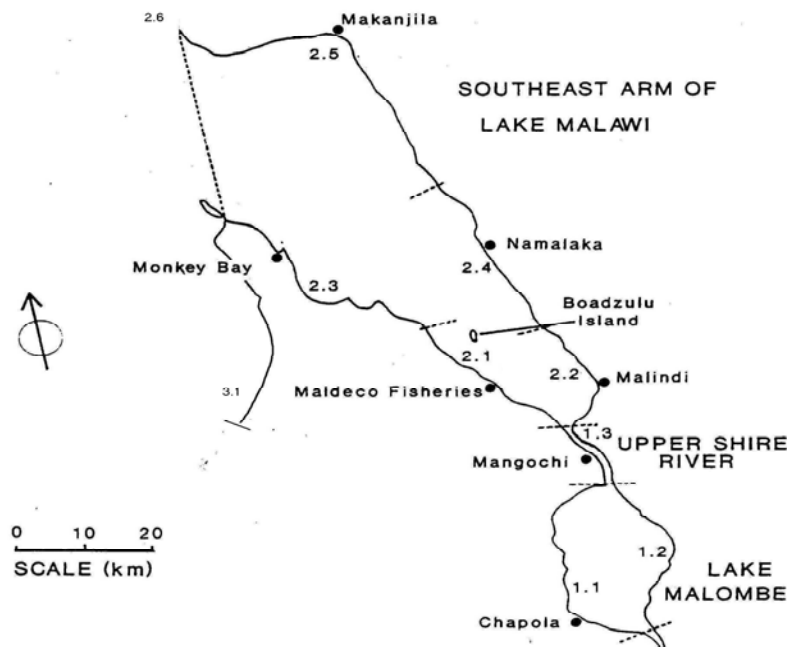 2.6
Makanjila
2.5
SOUTHEAST ARM OF
LAKE MALAWI
Namalaka
Monkey Bay
2.4
2.3
Boadzulu
Island
2.1
2.2
Malindi
3.1
Maldeco Fisheries
1.3
UPPER SHIRE
RIVER
Mangochi
0 10 20
SCALE (km)
1.2
1.1
LAKE
MALOMBE
Chapola